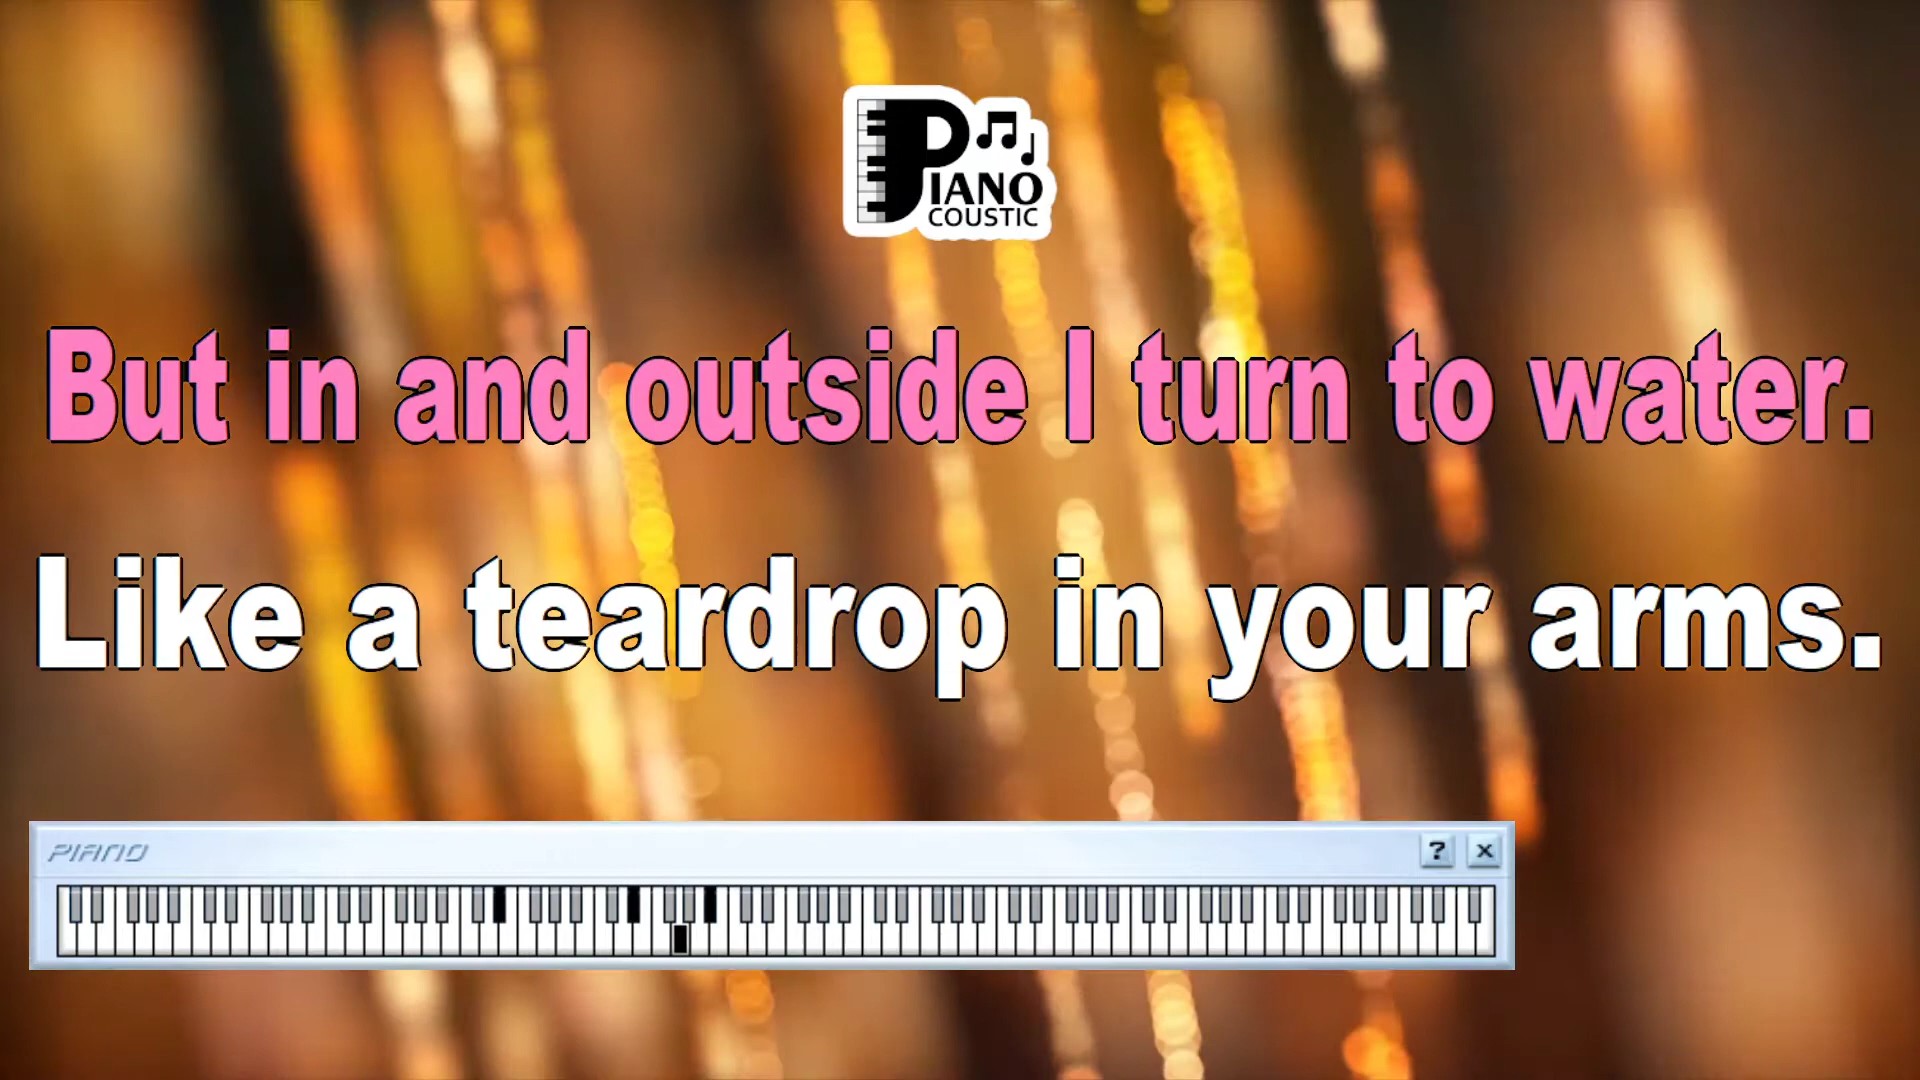 PIANO
COUSTIC
But in and outside I turn to water.
Like a teardrop in your arms.
PIANO
? x